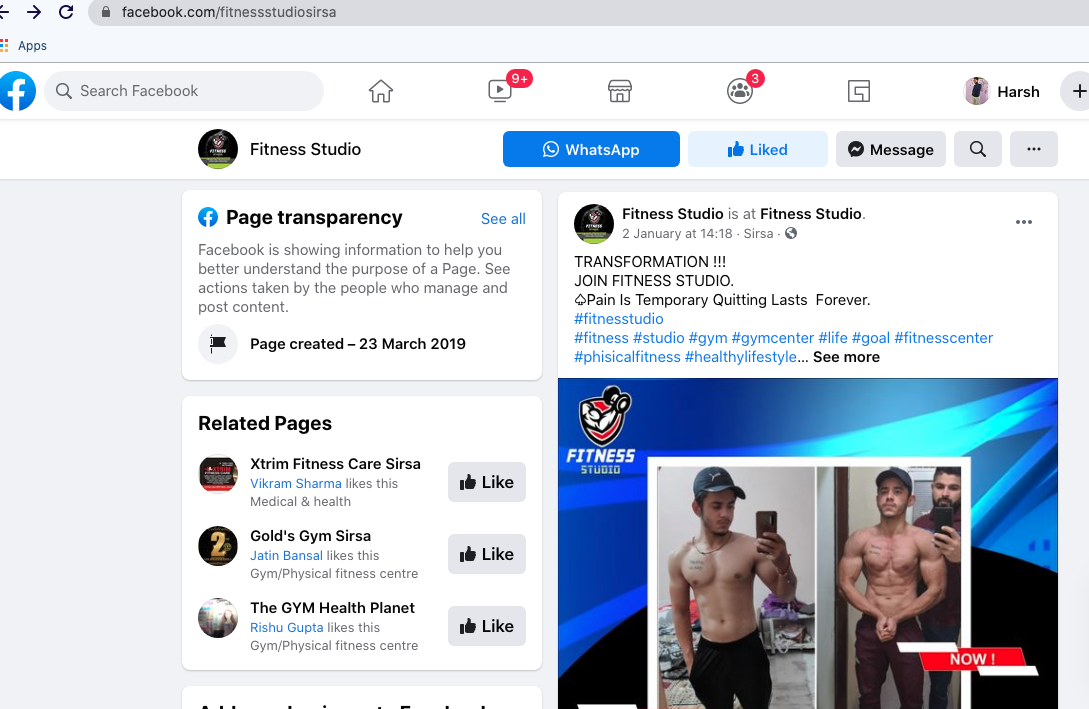 facebook.com/fitnessstudiosirsa
Apps
Search Facebook
9+
3
Harsh
Fitness Studio
WhatsApp
Liked
Message
Page transparency
See all
Facebook is showing information to help you
better understand the purpose of a Page. See
actions taken by the people who manage and
post content.
Page created – 23 March 2019
Related Pages
Xtrim Fitness Care Sirsa
Vikram Sharma likes this
Medical & health
Like
Gold's Gym Sirsa
Jatin Bansal likes this
Gym/Physical fitness centre
Like
The GYM Health Planet
Rishu Gupta likes this
Gym/Physical fitness centre
Like
Fitness Studio is at Fitness Studio.
2 January at 14:18 · Sirsa ·
TRANSFORMATION !!!
JOIN FITNESS STUDIO.
♤Pain Is Temporary Quitting Lasts  Forever.
#fitnesstudio
#fitness #studio #gym #gymcenter #life #goal #fitnesscenter
#phisicalfitness #healthylifestyle... See more
FITNESS
STUDIO
NOW !